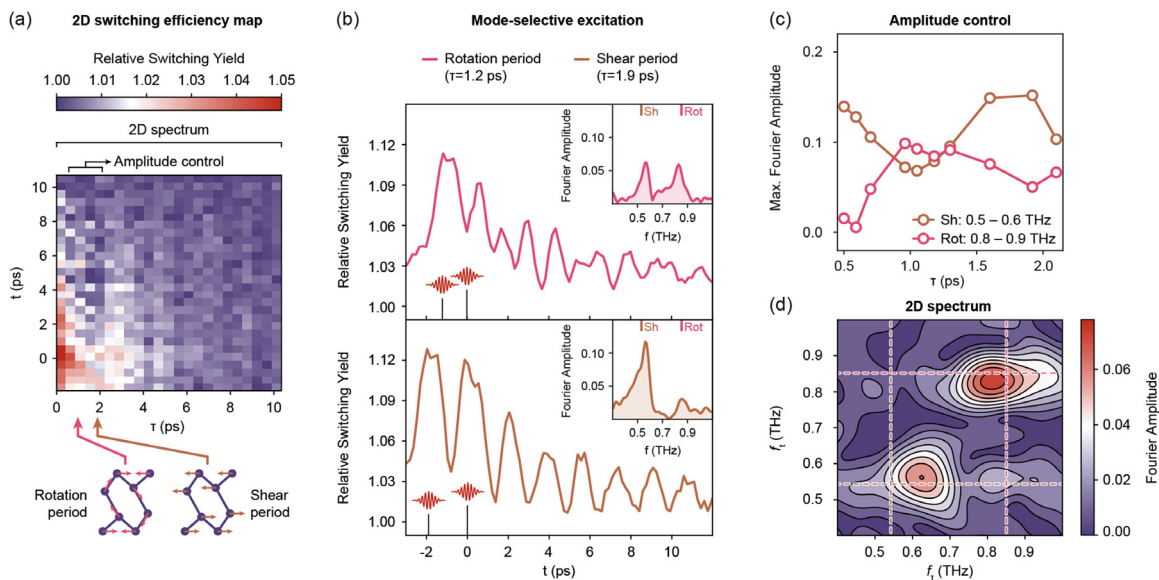 (a)
2D switching efficiency map
Relative Switching Yield
1.00 1.02 1.03 1.04 1.05
2D spectrum
Amplitude control
10
8
6
4
2
0
t (ps)
0 2 4 6 8 10
τ (ps)
Rotation
period
Shear
period
(b)
Mode-selective excitation
Rotation period
(τ=1.2 ps)
Shear period
(τ=1.9 ps)
Relative Switching Yield
1.12
1.09
1.06
1.03
1.00
Fourier Amplitude
0.10
0.05
Sh Rot
0.5 0.7 0.9
f (THz)
Relative Switching Yield
1.12
1.09
1.06
1.03
1.00
Fourier Amplitude
0.10
0.05
Sh Rot
0.5 0.7 0.9
f (THz)
-2 0 2 4 6 8 10
t (ps)
(c)
Amplitude control
Max. Fourier Amplitude
0.2
0.1
0.0
Sh: 0.5 – 0.6 THz
Rot: 0.8 – 0.9 THz
0.5 1.0 1.5 2.0
τ (ps)
(d)
2D spectrum
ft (THz)
0.9
0.8
0.7
0.6
0.5
0.5 0.6 0.7 0.8 0.9
fτ (THz)
0.06
0.04
0.02
0.00
Fourier Amplitude